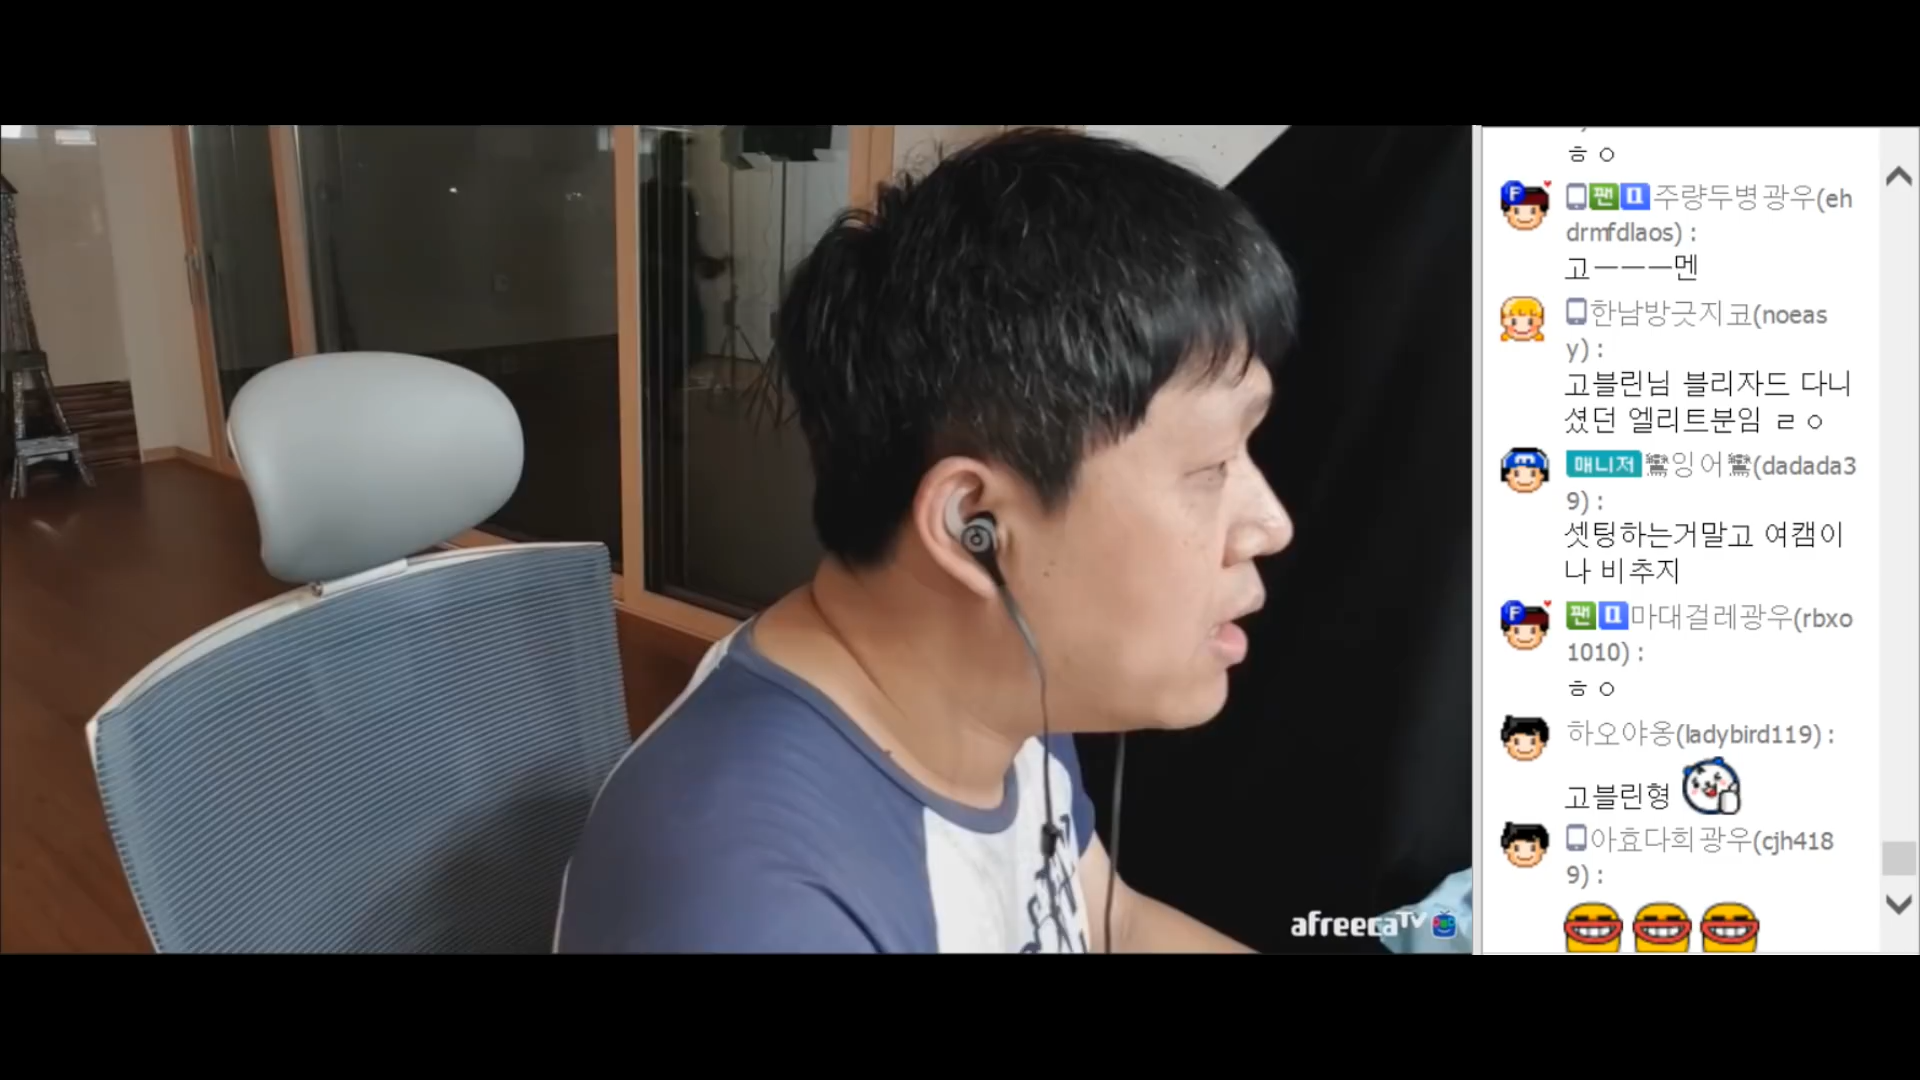 ㅎㅇ
팬 주량두병광우(eh
drmfdlaos) :
고ㅡㅡㅡ멘
한남방긋지코(noeas
y) :
고블린님 블리자드 다니
셨던 엘리트분임 ㄹㅇ
매니저 잉어(dadada3
9) :
셋팅하는거말고 여캠이
나 비추지
팬 마대걸레광우(rbxo
1010) :
ㅎㅇ
하오야옹(ladybird119) :
고블린형
아효다희광우(cjh418
9) :
afreecaTV